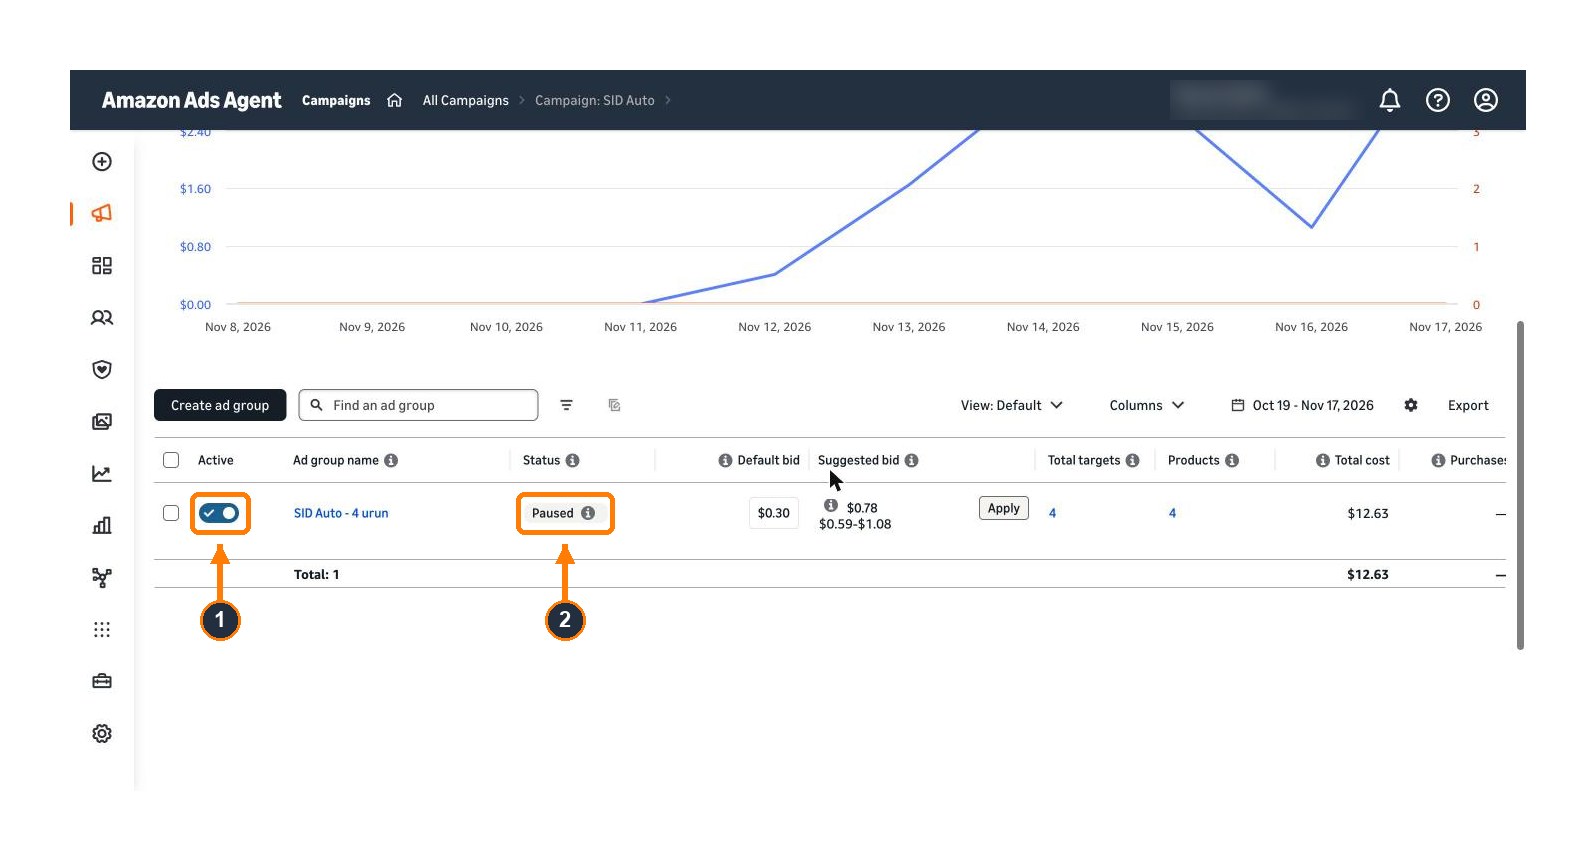 Amazon Ads Agent Campaigns All Campaigns > Campaign: SID Auto >
$2.40 3
$1.60 2
$0.80 1
$0.00 0
Nov 8, 2026 Nov 9, 2026 Nov 10, 2026 Nov 11, 2026 Nov 12, 2026 Nov 13, 2026 Nov 14, 2026 Nov 15, 2026 Nov 16, 2026 Nov 17, 2026
Create ad group Find an ad group View: Default Columns Oct 19 - Nov 17, 2026 Export
Active Ad group name Status Default bid Suggested bid Total targets Products Total cost Purchases
SID Auto - 4 urun Paused $0.30 $0.78 Apply 4 4 $12.63 —
$0.59-$1.08
Total: 1 $12.63 —
1 2